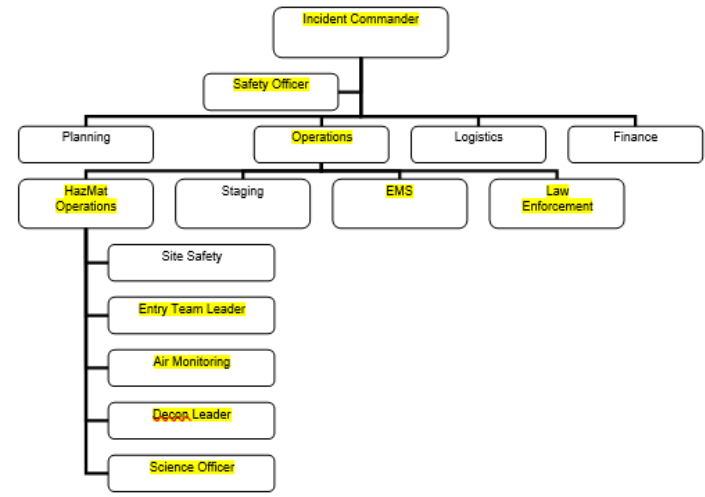 Incident Commander
Safety Officer
Planning
Operations
Logistics
Finance
HazMat
Operations
Staging
EMS
Law
Enforcement
Site Safety
Entry Team Leader
Air Monitoring
Decon Leader
Science Officer